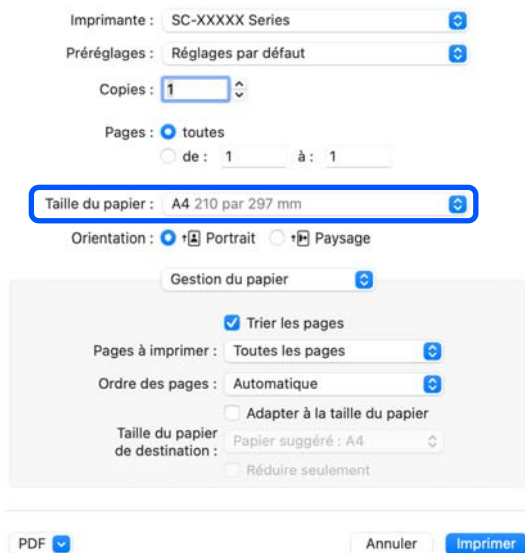 Imprimante : SC-XXXXX Series
Préréglages : Réglages par défaut
Copies : 1
Pages : toutes
de : 1 à : 1
Taille du papier : A4 210 par 297 mm
Orientation : Portrait Paysage
Gestion du papier
Trier les pages
Pages à imprimer : Toutes les pages
Ordre des pages : Automatique
Adapter à la taille du papier
Taille du papier
de destination : Papier suggéré : A4
Réduire seulement
PDF Annuler Imprimer